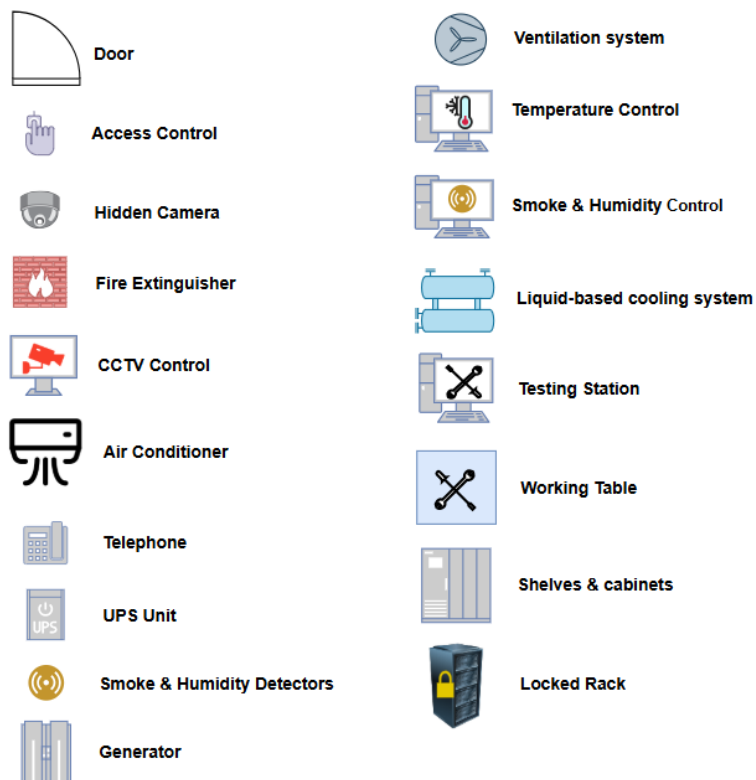 Door
Access Control
Hidden Camera
Fire Extinguisher
CCTV Control
Air Conditioner
Telephone
UPS
UPS Unit
Smoke & Humidity Detectors
Generator
Ventilation system
Temperature Control
Smoke & Humidity Control
Liquid-based cooling system
Testing Station
Working Table
Shelves & cabinets
Locked Rack